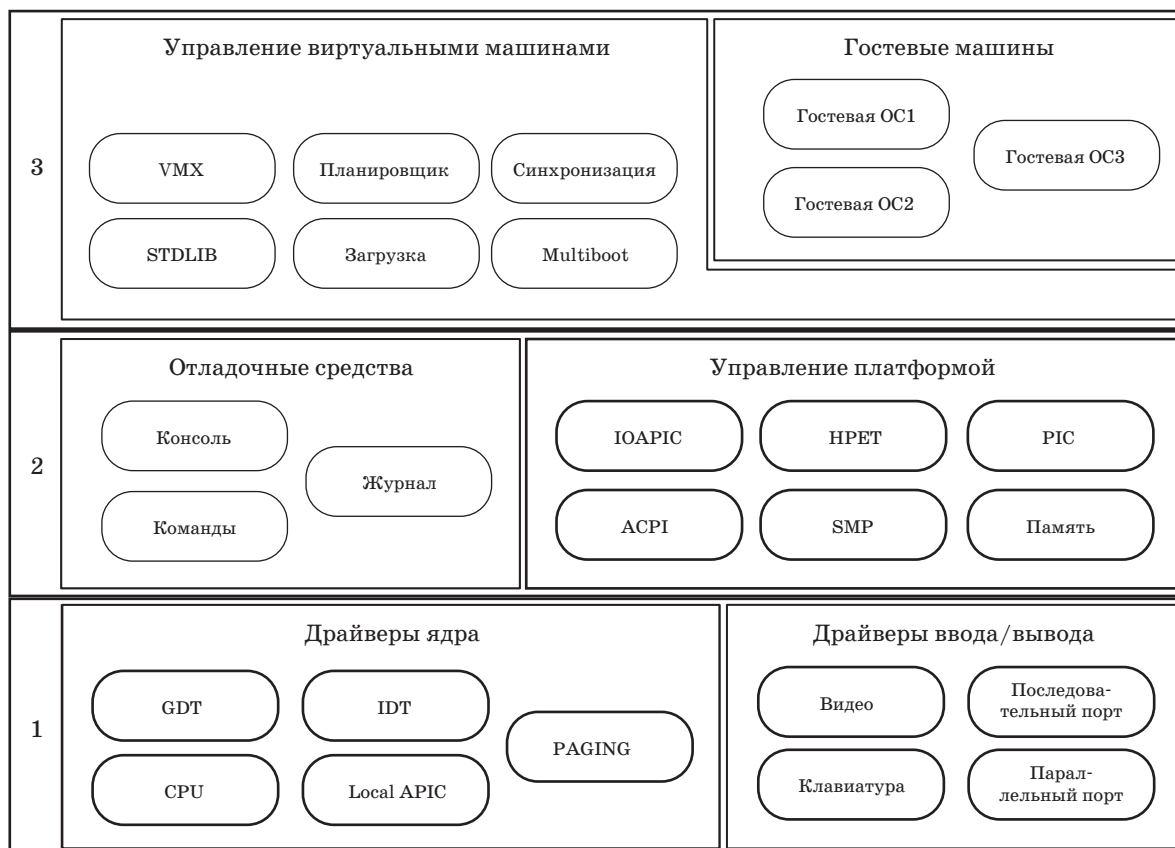 3
Управление виртуальными машинами
VMX
Планировщик
Синхронизация
STDLIB
Загрузка
Multiboot
Гостевые машины
Гостевая ОС1
Гостевая ОС2
Гостевая ОС3
2
Отладочные средства
Консоль
Команды
Журнал
Управление платформой
IOAPIC
HPET
PIC
ACPI
SMP
Память
1
Драйверы ядра
GDT
IDT
CPU
Local APIC
PAGING
Драйверы ввода/вывода
Видео
Последова-
тельный порт
Клавиатура
Парал-
лельный порт